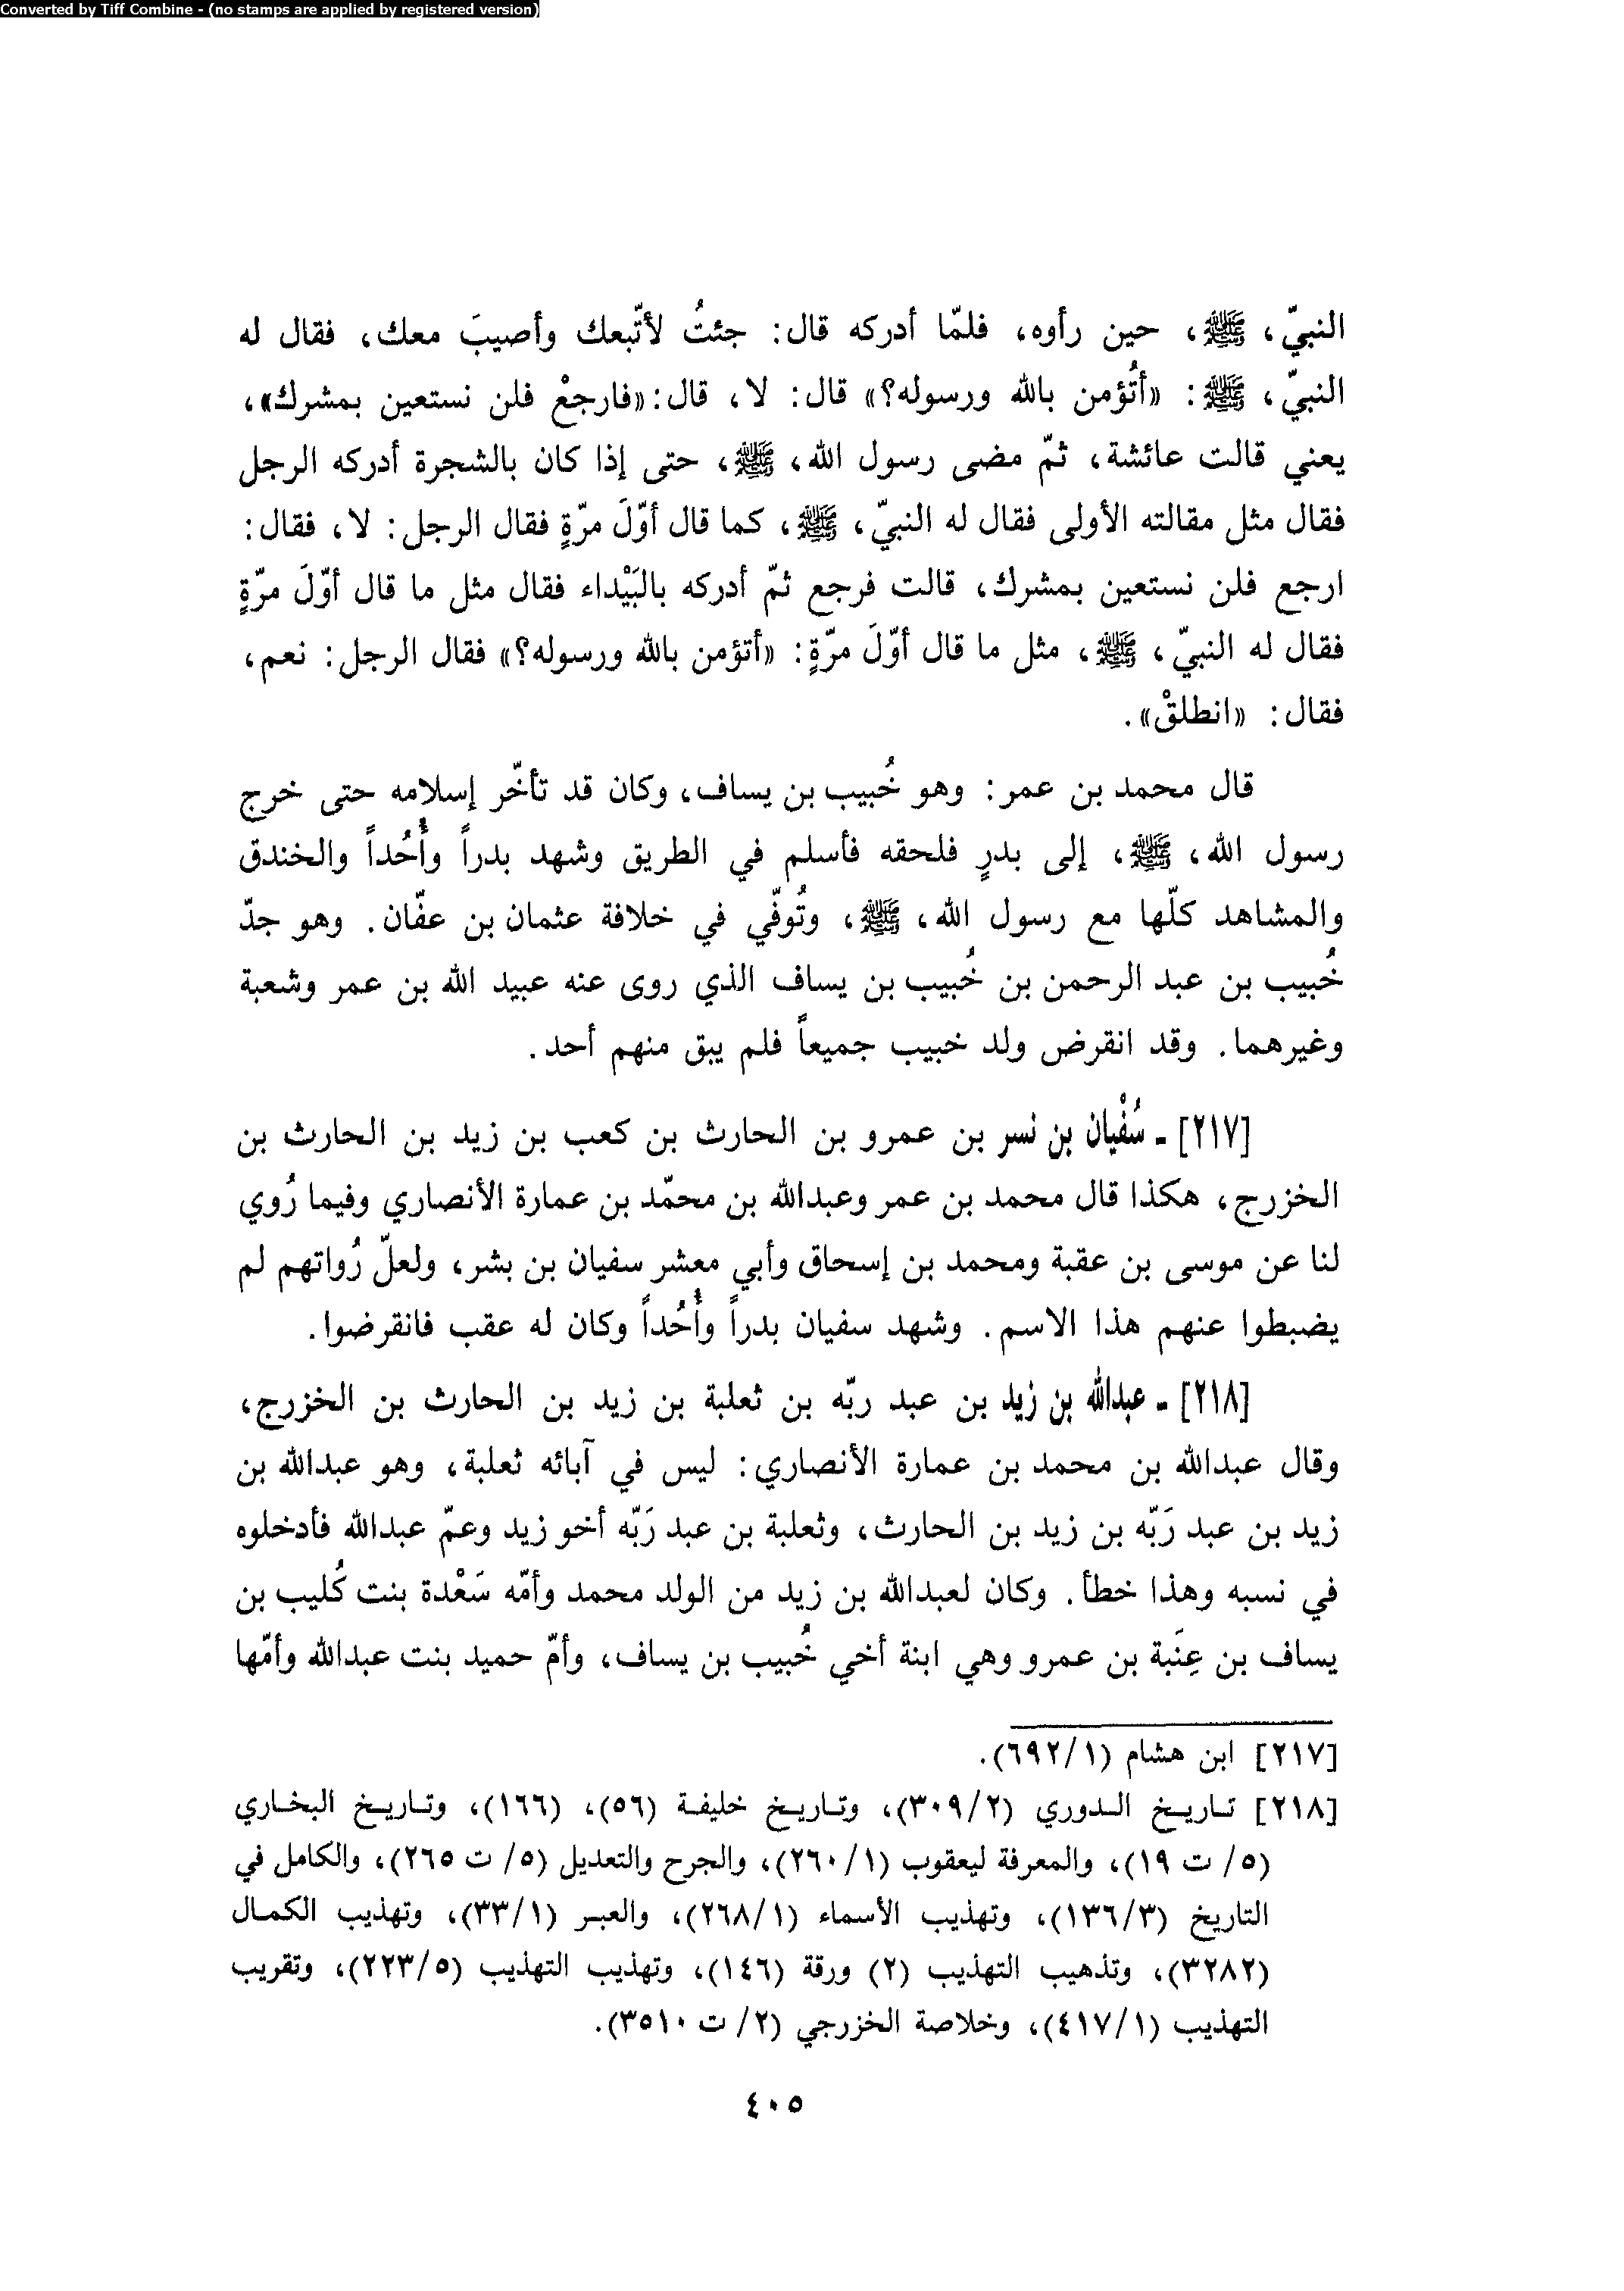 Converted by Tiff Combine - (no stamps are applied by registered version)
النبيّ، ﷺ، حين رأوه، فلمّا أدركه قال: جئتُ لأتّبعك وأصيبَ معك، فقال له
النبيّ، ﷺ: «أتُؤمن بالله ورسوله؟» قال: لا، قال: «فارجعْ فلن نستعين بمشرك»،
يعني قالت عائشة، ثمّ مضى رسول الله، ﷺ، حتى إذا كان بالشجرة أدركه الرجل
فقال مثل مقالته الأولى فقال له النبيّ، ﷺ، كما قال أوّلَ مرّةٍ فقال الرجل: لا، فقال:
ارجع فلن نستعين بمشرك، قالت فرجع ثمّ أدركه بالبَيْداء فقال مثل ما قال أوّلَ مرّةٍ
فقال له النبيّ، ﷺ، مثل ما قال أوّلَ مرّةٍ: «أتؤمن بالله ورسوله؟» فقال الرجل: نعم،
فقال: «انطلقْ».
قال محمد بن عمر: وهو خُبيب بن يساف، وكان قد تأخّر إسلامه حتى خرج
رسول الله، ﷺ، إلى بدرٍ فلحقه فأسلم في الطريق وشهد بدراً وأُحُداً والخندق
والمشاهد كلّها مع رسول الله، ﷺ، وتُوفّي في خلافة عثمان بن عفّان. وهو جدّ
خُبيب بن عبد الرحمن بن خُبيب بن يساف الذي روى عنه عبيد الله بن عمر وشعبة
وغيرهما. وقد انقرض ولد خبيب جميعاً فلم يبق منهم أحد.
[٢١٧] - سُفْيان بن نسر بن عمرو بن الحارث بن كعب بن زيد بن الحارث بن
الخزرج، هكذا قال محمد بن عمر وعبدالله بن محمّد بن عمارة الأنصاري وفيما رُوي
لنا عن موسى بن عقبة ومحمد بن إسحاق وأبي معشر سفيان بن بشر، ولعلّ رُواتهم لم
يضبطوا عنهم هذا الاسم. وشهد سفيان بدراً وأُحُداً وكان له عقب فانقرضوا.
[٢١٨] - عبدالله بن زيد بن عبد ربّه بن ثعلبة بن زيد بن الحارث بن الخزرج،
وقال عبدالله بن محمد بن عمارة الأنصاري: ليس في آبائه ثعلبة، وهو عبدالله بن
زيد بن عبد رَبّه بن زيد بن الحارث، وثعلبة بن عبد رَبّه أخو زيد وعمّ عبدالله فأدخلوه
في نسبه وهذا خطأ. وكان لعبدالله بن زيد من الولد محمد وأمّه سَعْدة بنت كُليب بن
يساف بن عِنَبة بن عمرو وهي ابنة أخي خُبيب بن يساف، وأمّ حميد بنت عبدالله وأمّها
[٢١٧] ابن هشام (٦٩٢/١).
[٢١٨] تاريخ الدوري (٣٠٩/٢)، وتاريخ خليفة (٥٦)، (١٦٦)، وتاريخ البخاري
(٥/ ت ١٩)، والمعرفة ليعقوب (٢٦٠/١)، والجرح والتعديل (٥/ ت ٢٦٥)، والكامل في
التاريخ (١٣٦/٣)، وتهذيب الأسماء (٢٦٨/١)، والعبر (٣٣/١)، وتهذيب الكمال
(٣٢٨٢)، وتذهيب التهذيب (٢) ورقة (١٤٦)، وتهذيب التهذيب (٢٢٣/٥)، وتقريب
التهذيب (٤١٧/١)، وخلاصة الخزرجي (٢/ ت ٣٥١٠).
٤٠٥